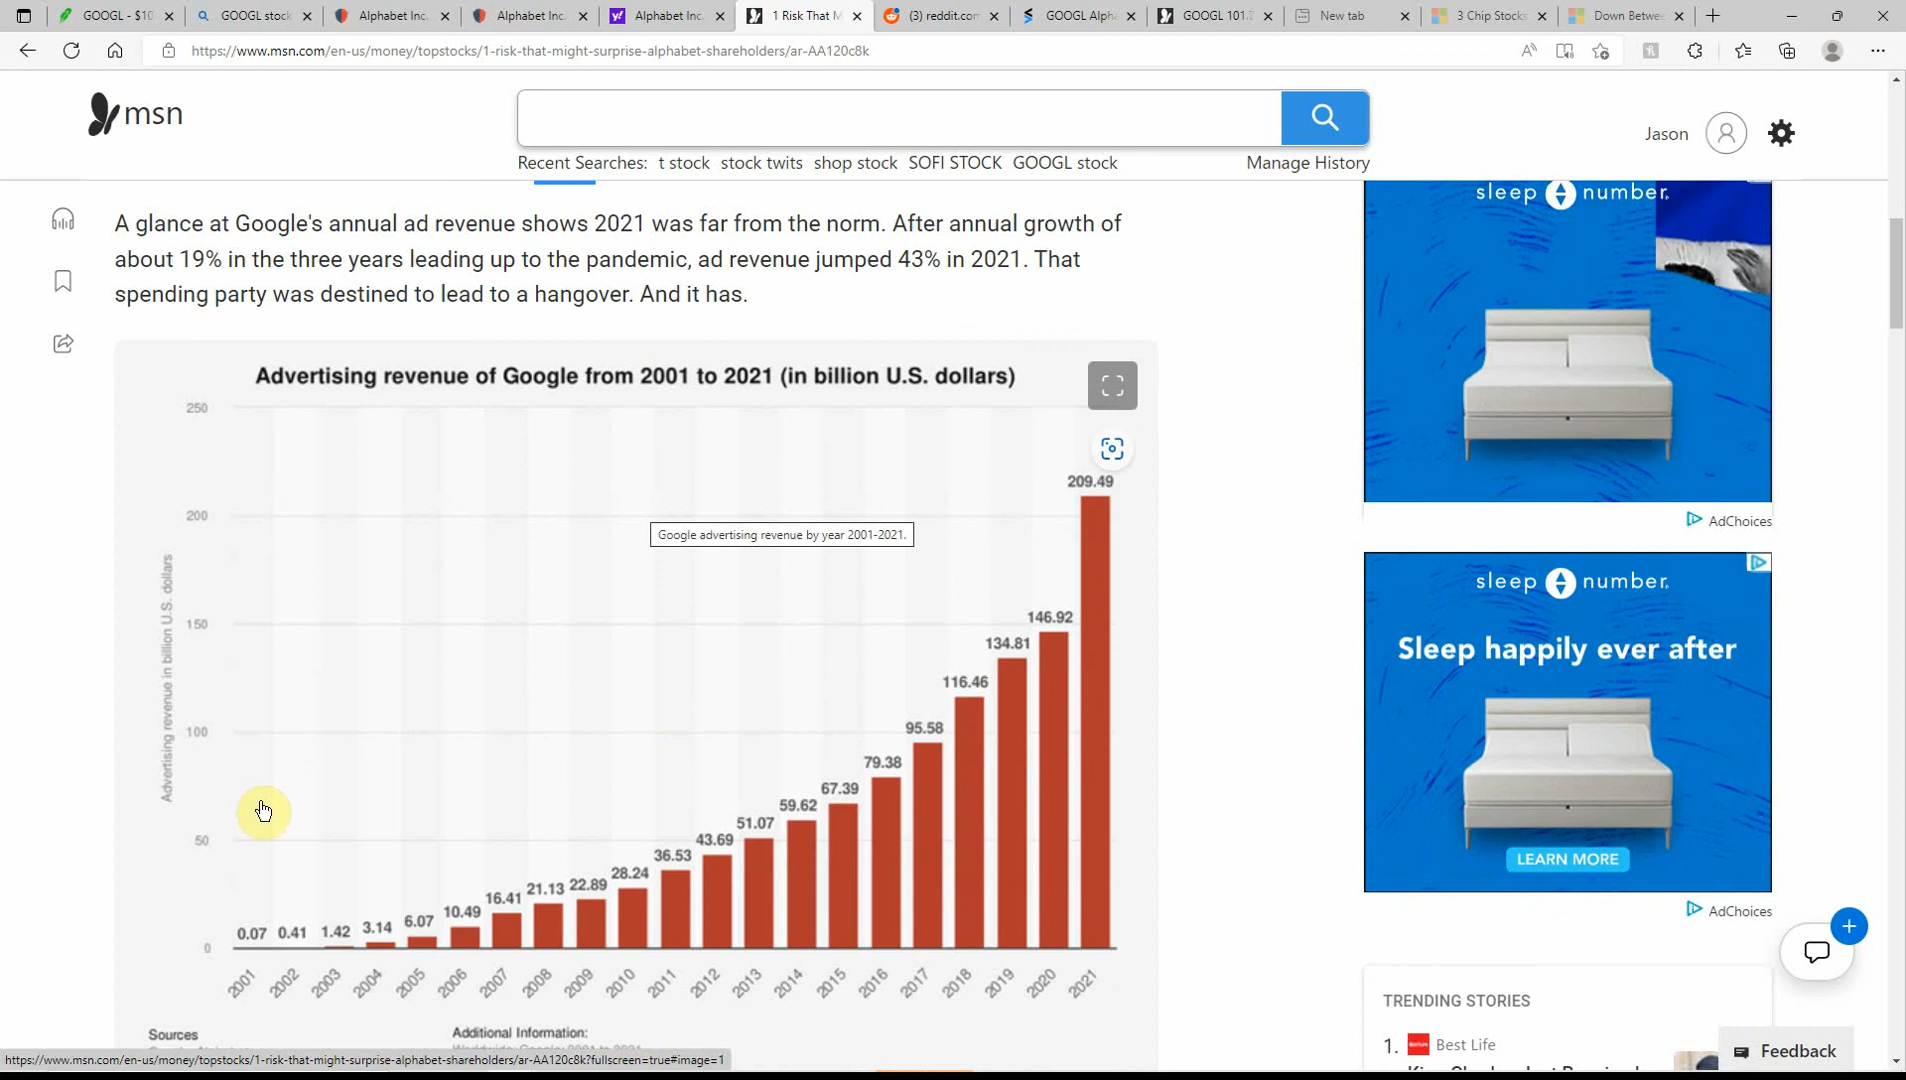 GOOGL - $10
GOOGL stock
Alphabet Inc.
Alphabet Inc.
Alphabet Inc.
1 Risk That M
(3) reddit.com
GOOGL Alph
GOOGL 101.
New tab
3 Chip Stocks
Down Betwe
https://www.msn.com/en-us/money/topstocks/1-risk-that-might-surprise-alphabet-shareholders/ar-AA120c8k
msn
Jason
Recent Searches: t stock stock twits shop stock SOFI STOCK GOOGL stock Manage History
A glance at Google's annual ad revenue shows 2021 was far from the norm. After annual growth of
about 19% in the three years leading up to the pandemic, ad revenue jumped 43% in 2021. That
spending party was destined to lead to a hangover. And it has.
Advertising revenue of Google from 2001 to 2021 (in billion U.S. dollars)
Advertising revenue in billion U.S. dollars
250
200
150
100
50
0
0.07
0.41
1.42
3.14
6.07
10.49
16.41
21.13
22.89
28.24
36.53
43.69
51.07
59.62
67.39
79.38
95.58
116.46
134.81
146.92
209.49
Google advertising revenue by year 2001-2021.
2001
2002
2003
2004
2005
2006
2007
2008
2009
2010
2011
2012
2013
2014
2015
2016
2017
2018
2019
2020
2021
Sources
Additional Information:
sleep number.
AdChoices
sleep number.
Sleep happily ever after
LEARN MORE
AdChoices
TRENDING STORIES
1. Best Life
Feedback
https://www.msn.com/en-us/money/topstocks/1-risk-that-might-surprise-alphabet-shareholders/ar-AA120c8k?fullscreen=true#image=1